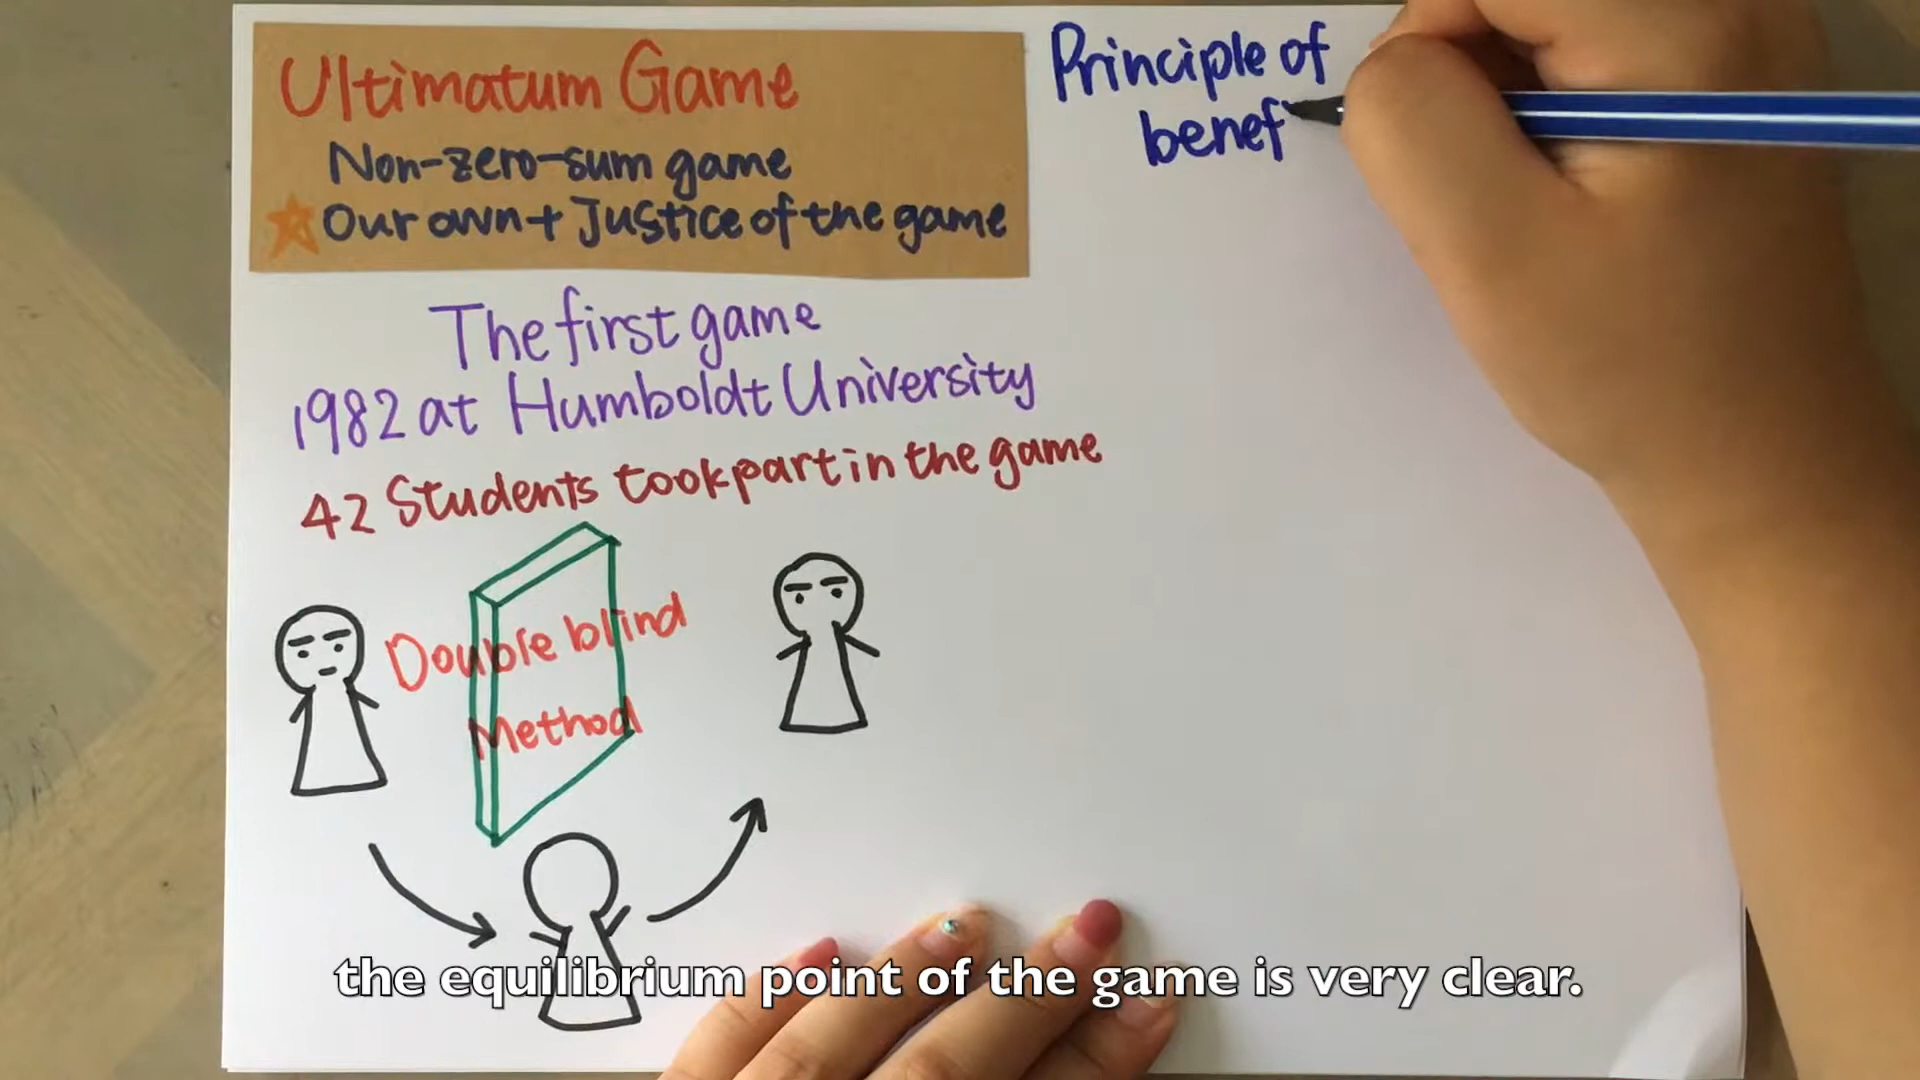 Ultimatum Game
Non-zero-sum game
Our own + Justice of the game
The first game
1982 at Humboldt University
42 Students took part in the game
Double blind
Method
Principle of
benef
the equilibrium point of the game is very clear.